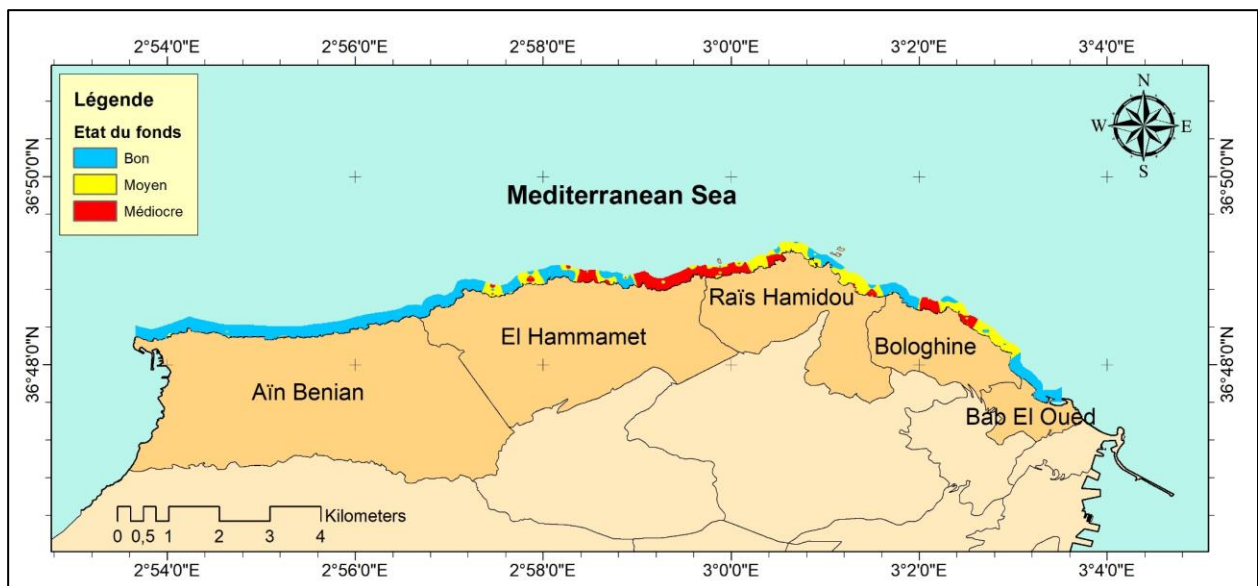 2°54'0"E 2°56'0"E 2°58'0"E 3°0'0"E 3°2'0"E 3°4'0"E
Légende
Etat du fonds
Bon
Moyen
Médiocre
N
W E
S
36°50'0"N 36°50'0"N
Mediterranean Sea
Raïs Hamidou
El Hammamet
Bologhine
36°48'0"N 36°48'0"N
Aïn Benian
Bab El Oued
Kilometers
0 0,5 1 2 3 4
2°54'0"E 2°56'0"E 2°58'0"E 3°0'0"E 3°2'0"E 3°4'0"E